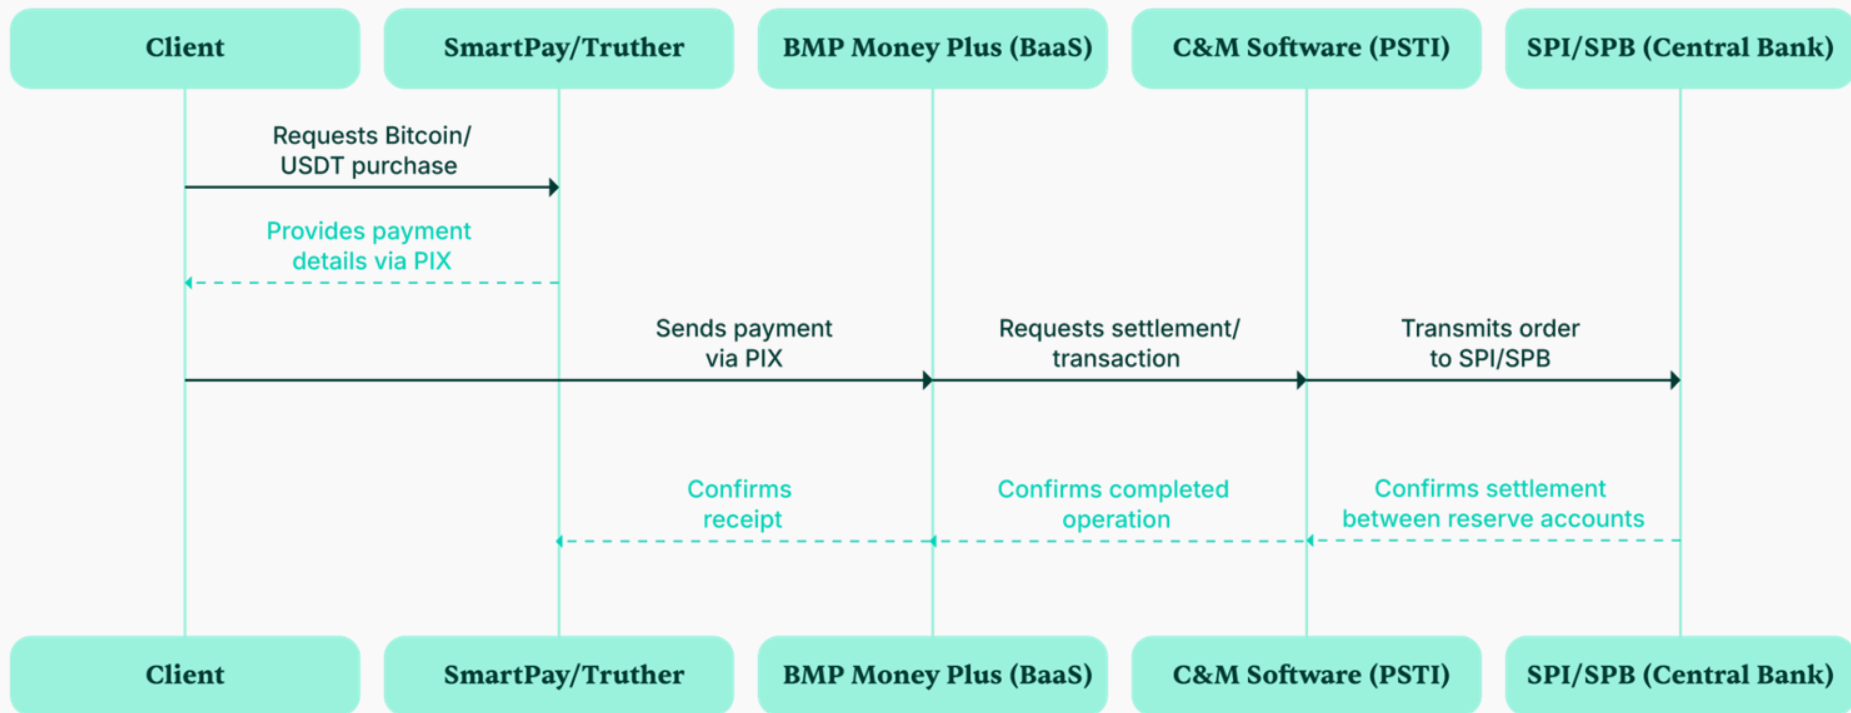 Client
SmartPay/Truther
BMP Money Plus (BaaS)
C&M Software (PSTI)
SPI/SPB (Central Bank)
Requests Bitcoin/
USDT purchase
Provides payment
details via PIX
Sends payment
via PIX
Requests settlement/
transaction
Transmits order
to SPI/SPB
Confirms
receipt
Confirms completed
operation
Confirms settlement
between reserve accounts
Client
SmartPay/Truther
BMP Money Plus (BaaS)
C&M Software (PSTI)
SPI/SPB (Central Bank)